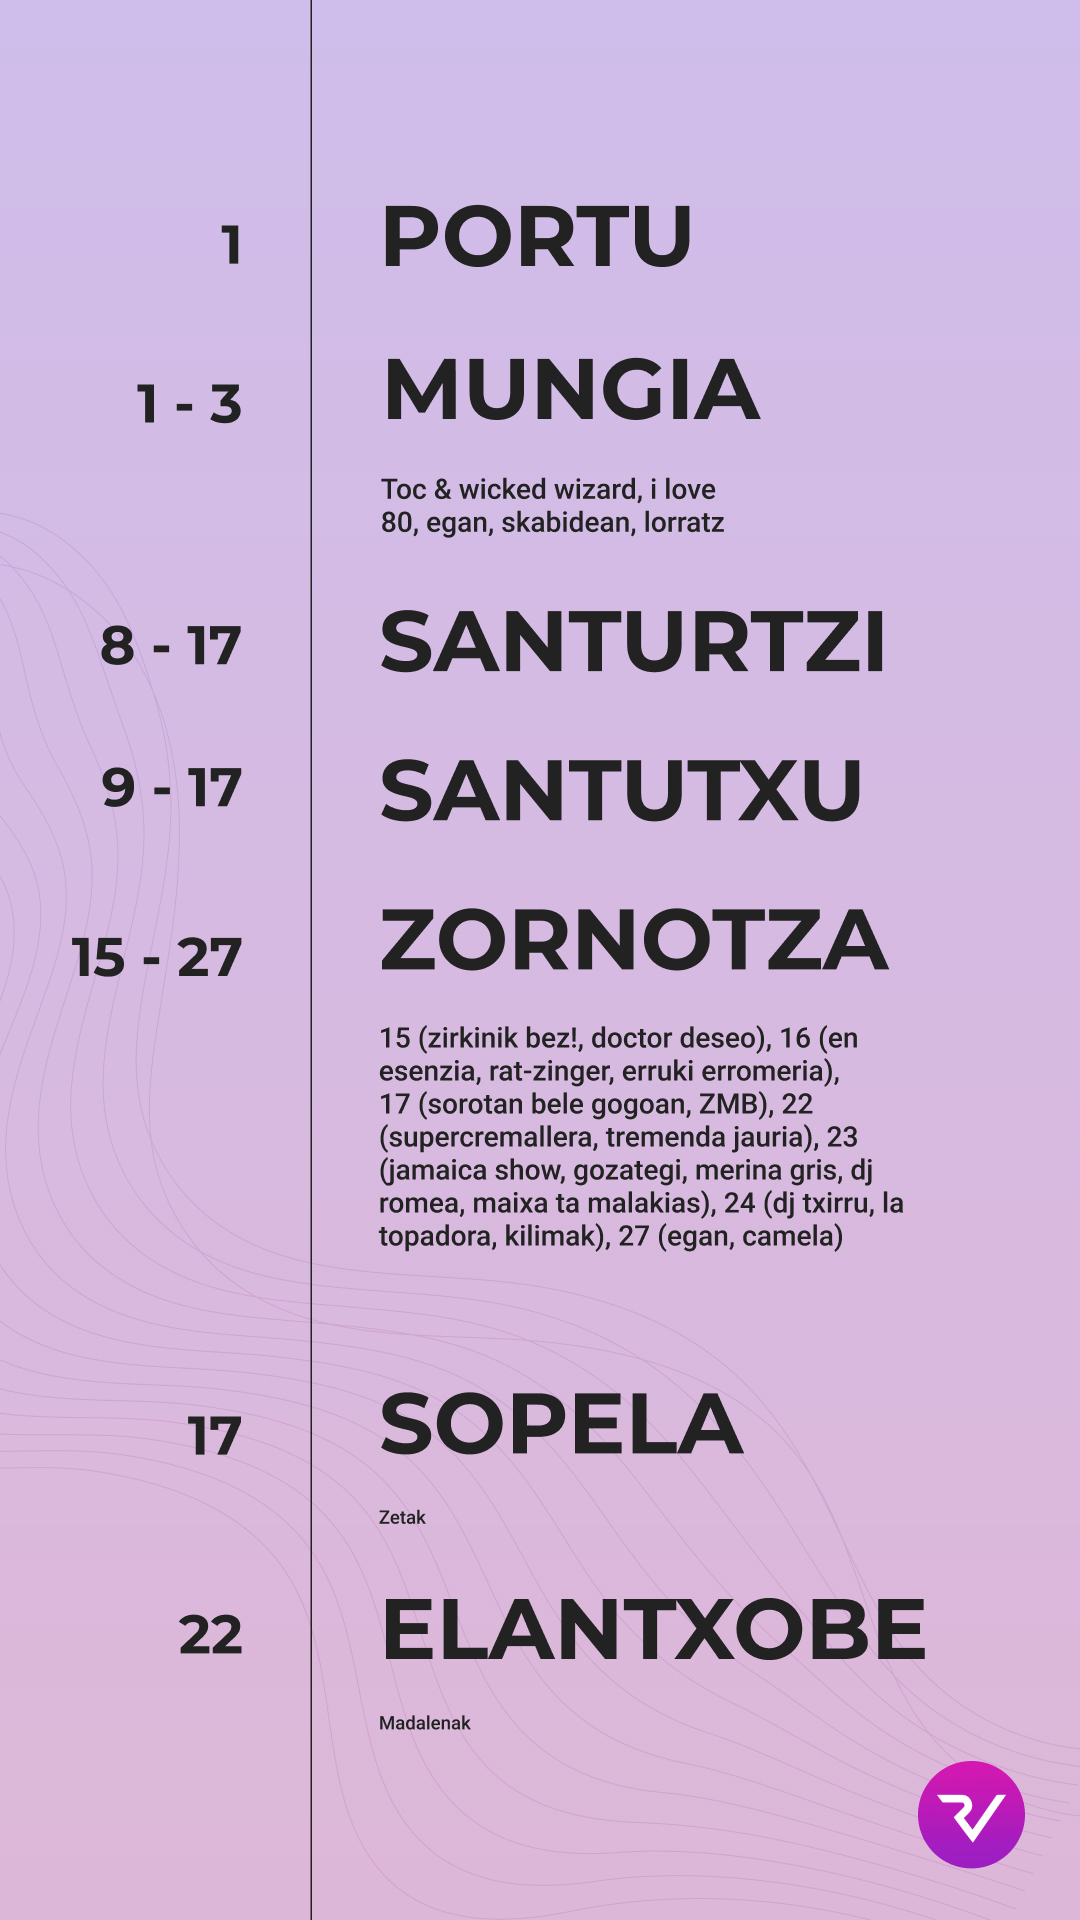 1
PORTU
1 - 3
MUNGIA
Toc & wicked wizard, i love
80, egan, skabidean, lorratz
8 - 17
SANTURTZI
9 - 17
SANTUTXU
15 - 27
ZORNOTZA
15 (zirkinik bez!, doctor deseo), 16 (en
esenzia, rat-zinger, erruki erromeria),
17 (sorotan bele gogoan, ZMB), 22
(supercremallera, tremenda jauria), 23
(jamaica show, gozategi, merina gris, dj
romea, maixa ta malakias), 24 (dj txirru, la
topadora, kilimak), 27 (egan, camela)
17
SOPELA
Zetak
22
ELANTXOBE
Madalenak